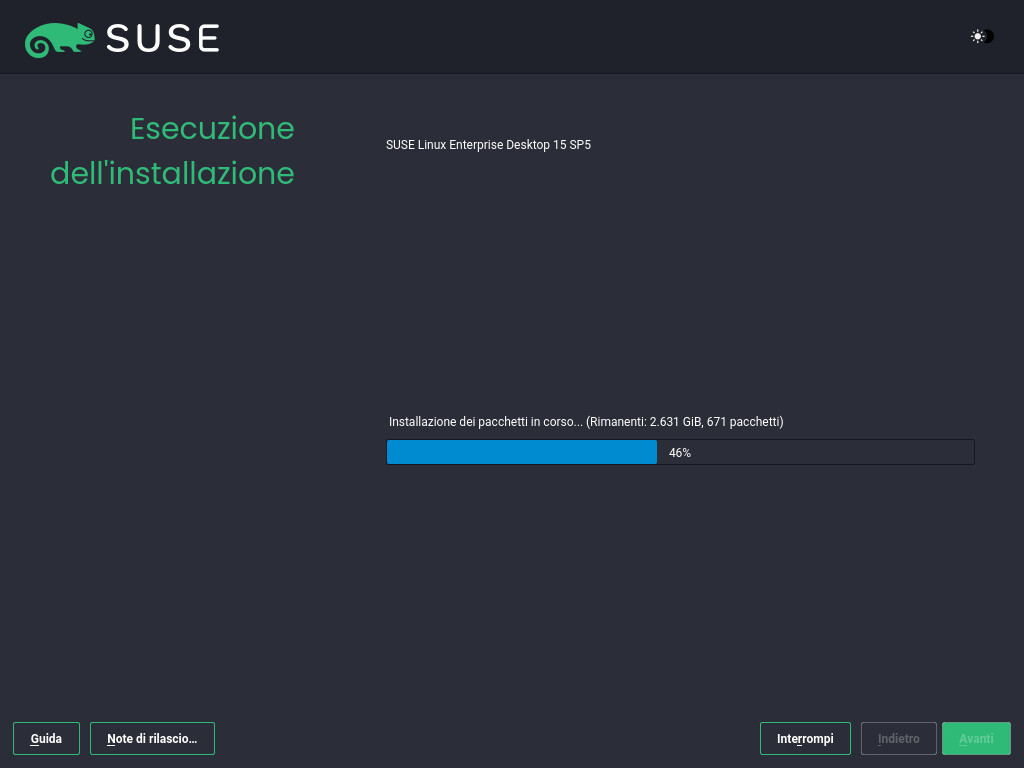 SUSE
Esecuzione
dell'installazione
SUSE Linux Enterprise Desktop 15 SP5
Installazione dei pacchetti in corso... (Rimanenti: 2.631 GiB, 671 pacchetti)
46%
Guida
Note di rilascio...
Interrompi
Indietro
Avanti